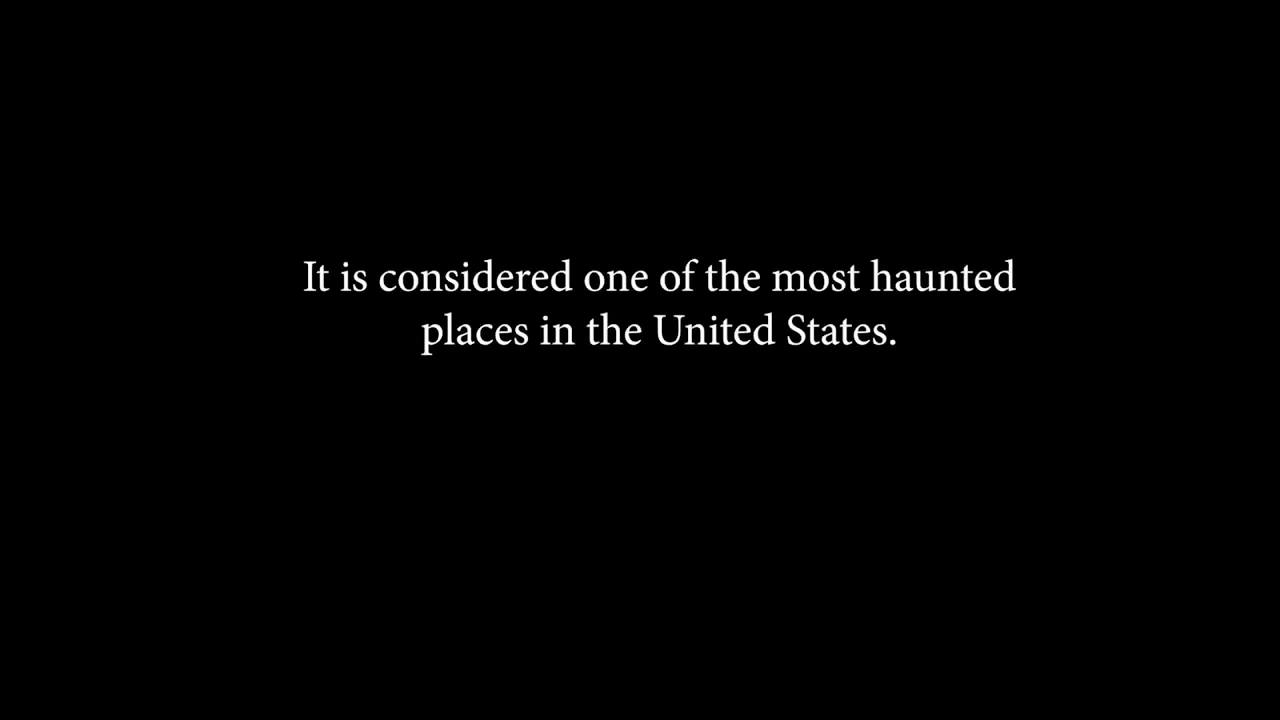 It is considered one of the most haunted
places in the United States.